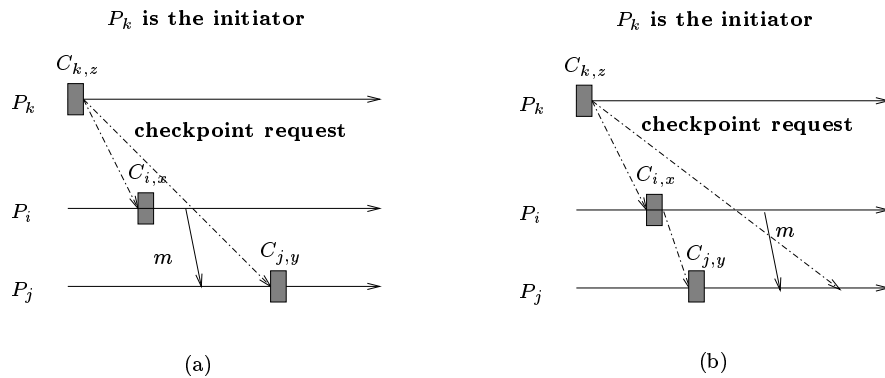 P_k is the initiator
C_{k,z}
P_k
checkpoint request
C_{i,x}
P_i
m
C_{j,y}
P_j
(a)
P_k is the initiator
C_{k,z}
P_k
checkpoint request
C_{i,x}
P_i
m
C_{j,y}
P_j
(b)